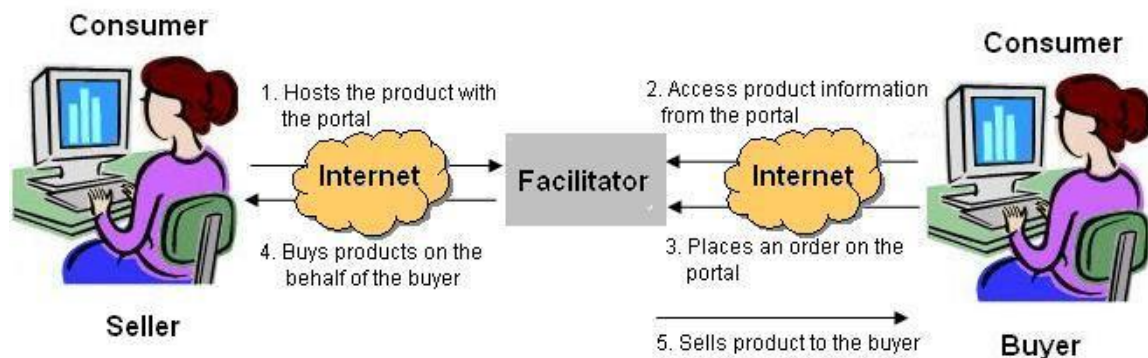 Consumer
Consumer
1. Hosts the product with
the portal
2. Access product information
from the portal
Internet
Facilitator
Internet
4. Buys products on the
behalf of the buyer
3. Places an order on the
portal
Seller
5. Sells product to the buyer
Buyer